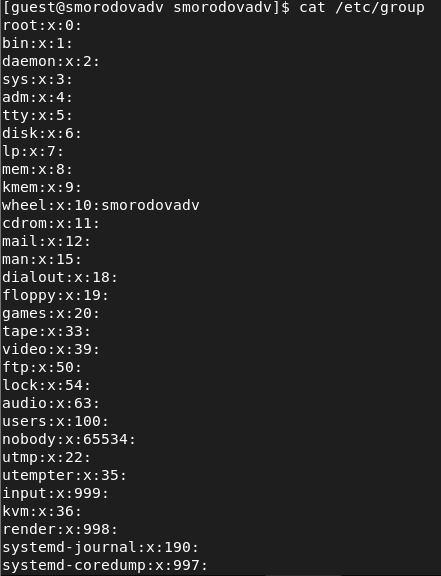 [guest@smorodovadv smorodovadv]$ cat /etc/group
root:x:0:
bin:x:1:
daemon:x:2:
sys:x:3:
adm:x:4:
tty:x:5:
disk:x:6:
lp:x:7:
mem:x:8:
kmem:x:9:
wheel:x:10:smorodovadv
cdrom:x:11:
mail:x:12:
man:x:15:
dialout:x:18:
floppy:x:19:
games:x:20:
tape:x:33:
video:x:39:
ftp:x:50:
lock:x:54:
audio:x:63:
users:x:100:
nobody:x:65534:
utmp:x:22:
utempter:x:35:
input:x:999:
kvm:x:36:
render:x:998:
systemd-journal:x:190:
systemd-coredump:x:997: